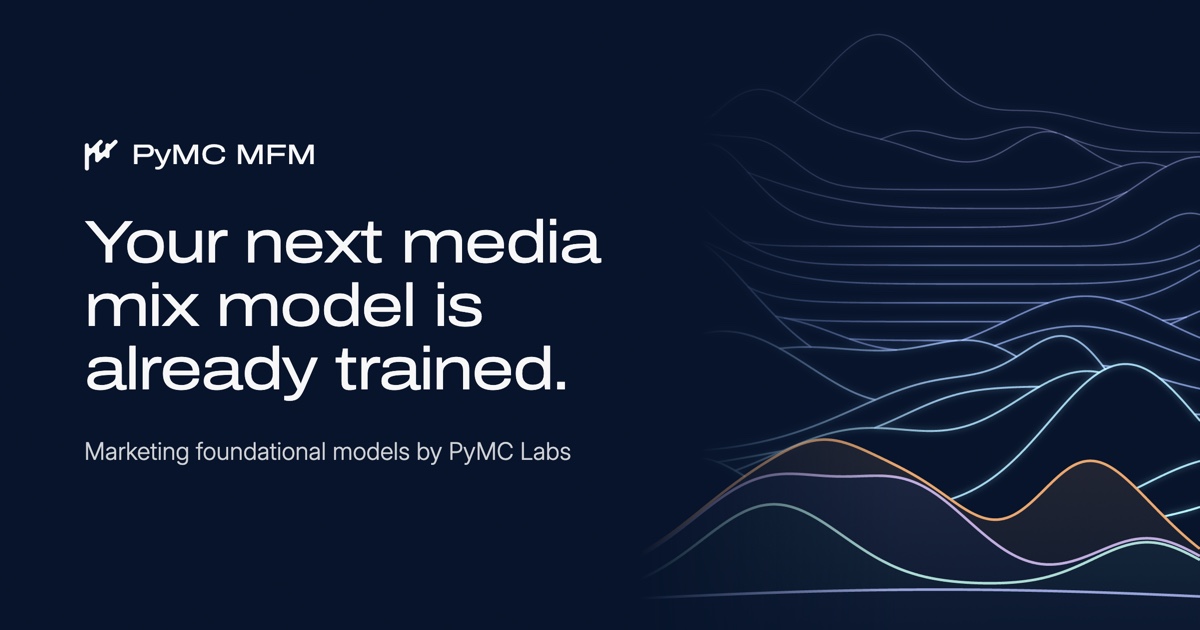 PyMC MFM
Your next media
mix model is
already trained.
Marketing foundational models by PyMC Labs